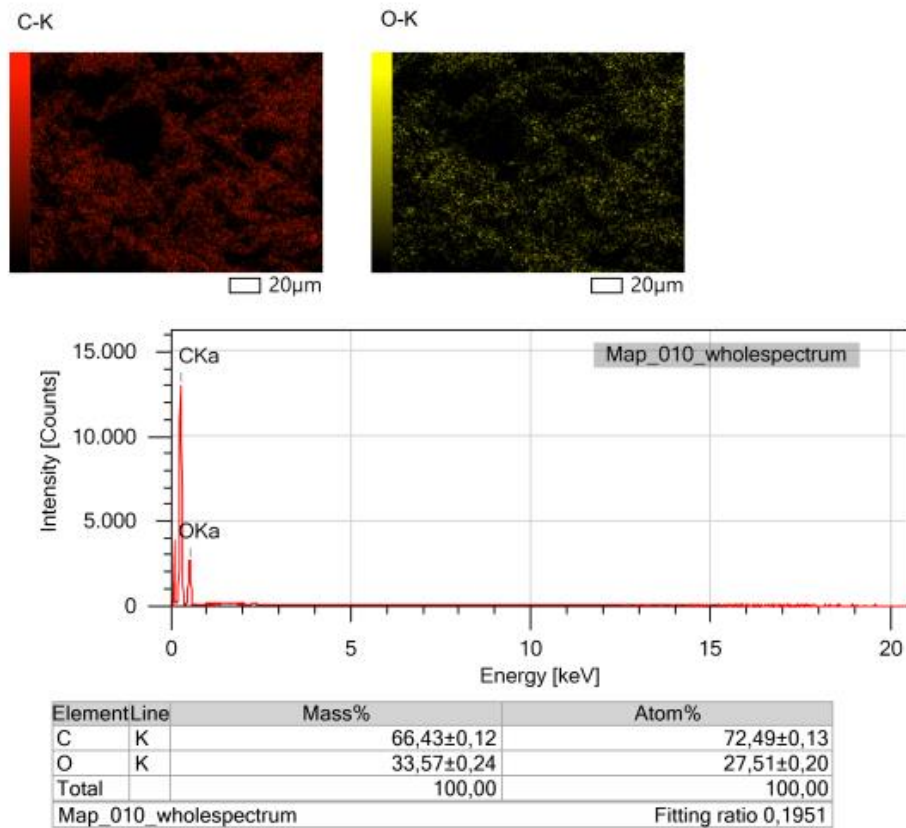 C-K
O-K
20µm
20µm
Map_010_wholespectrum
CKa
OKa
Intensity [Counts]
15.000
10.000
5.000
0
0 5 10 15 20
Energy [keV]
Element Line Mass% Atom%
C K 66,43±0,12 72,49±0,13
O K 33,57±0,24 27,51±0,20
Total 100,00 100,00
Map_010_wholespectrum Fitting ratio 0,1951